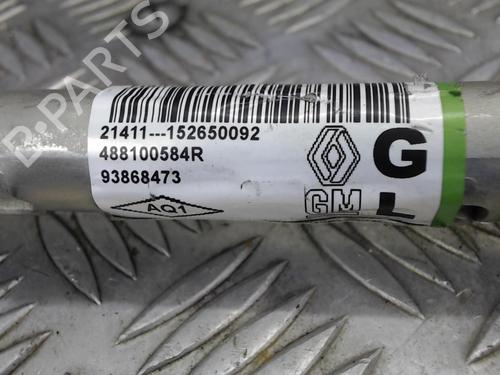 21411---152650092
488100584R
93868473
AQ1
GM
G
L
B-PARTS